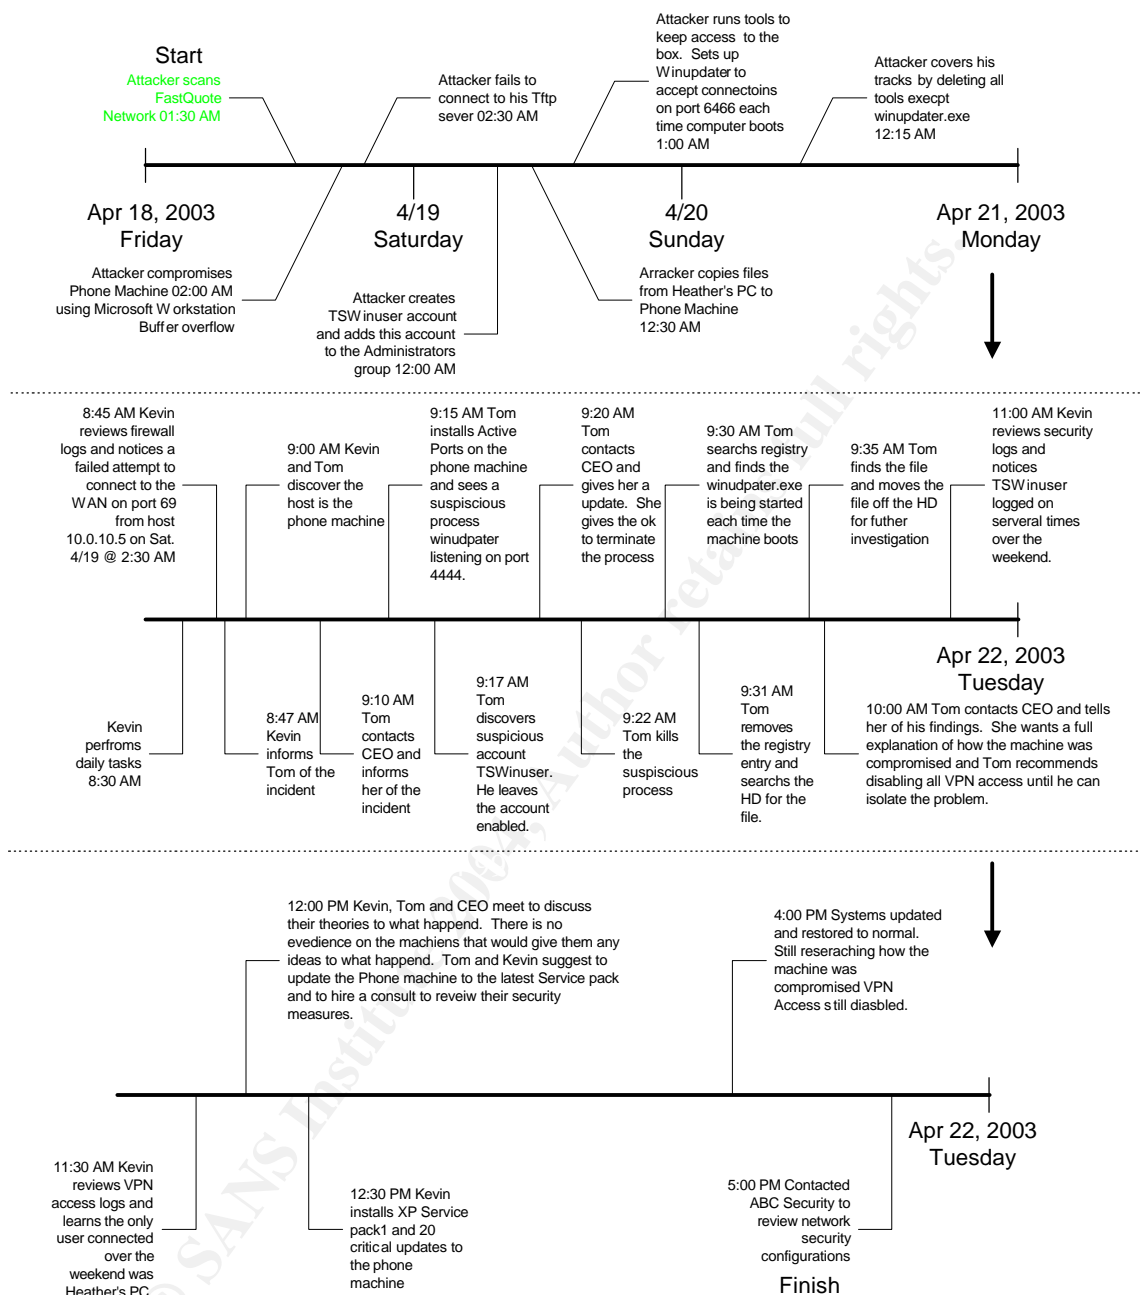 Start
Attacker scans
FastQuote
Network 01:30 AM
Attacker fails to
connect to his Tftp
sever 02:30 AM
Attacker runs tools to
keep access to the
box. Sets up
Winupdater to
accept connectoins
on port 6466 each
time computer boots
1:00 AM
Attacker covers his
tracks by deleting all
tools execpt
winupdater.exe
12:15 AM
Apr 18, 2003
Friday
4/19
Saturday
4/20
Sunday
Apr 21, 2003
Monday
Attacker compromises
Phone Machine 02:00 AM
using Microsoft Workstation
Buffer overflow
Attacker creates
TSWinuser account
and adds this account
to the Administrators
group 12:00 AM
Arracker copies files
from Heather's PC to
Phone Machine
12:30 AM
8:45 AM Kevin
reviews firewall
logs and notices a
failed attempt to
connect to the
WAN on port 69
from host
10.0.10.5 on Sat.
4/19 @ 2:30 AM
9:00 AM Kevin
and Tom
discover the
host is the
phone machine
9:15 AM Tom
installs Active
Ports on the
phone machine
and sees a
suspiscious
process
winudpater
listening on port
4444.
9:20 AM
Tom
contacts
CEO and
gives her a
update. She
gives the ok
to terminate
the process
9:30 AM Tom
searchs registry
and finds the
winudpater.exe
is being started
each time the
machine boots
9:35 AM Tom
finds the file
and moves the
file off the HD
for futher
investigation
11:00 AM Kevin
reviews security
logs and
notices
TSWinuser
logged on
serveral times
over the
weekend.
Apr 22, 2003
Tuesday
Kevin
perfroms
daily tasks
8:30 AM
8:47 AM
Kevin
informs
Tom of the
incident
9:10 AM
Tom
contacts
CEO and
informs
her of the
incident
9:17 AM
Tom
discovers
suspicious
account
TSWinuser.
He leaves
the account
enabled.
9:22 AM
Tom kills
the
suspiscious
process
9:31 AM
Tom
removes
the registry
entry and
searchs the
HD for the
file.
10:00 AM Tom contacts CEO and tells
her of his findings. She wants a full
explanation of how the machine was
compromised and Tom recommends
disabling all VPN access until he can
isolate the problem.
12:00 PM Kevin, Tom and CEO meet to discuss
their theories to what happend. There is no
evedience on the machiens that would give them any
ideas to what happend. Tom and Kevin suggest to
update the Phone machine to the latest Service pack
and to hire a consult to reveiw their security
measures.
4:00 PM Systems updated
and restored to normal.
Still reseraching how the
machine was
compromised VPN
Access still diasbled.
Apr 22, 2003
Tuesday
11:30 AM Kevin
reviews VPN
access logs and
learns the only
user connected
over the
weekend was
Heather's PC.
12:30 PM Kevin
installs XP Service
pack1 and 20
critical updates to
the phone
machine
5:00 PM Contacted
ABC Security to
review network
security
configurations
Finish
© SANS Institute 2004, Author retains full rights.